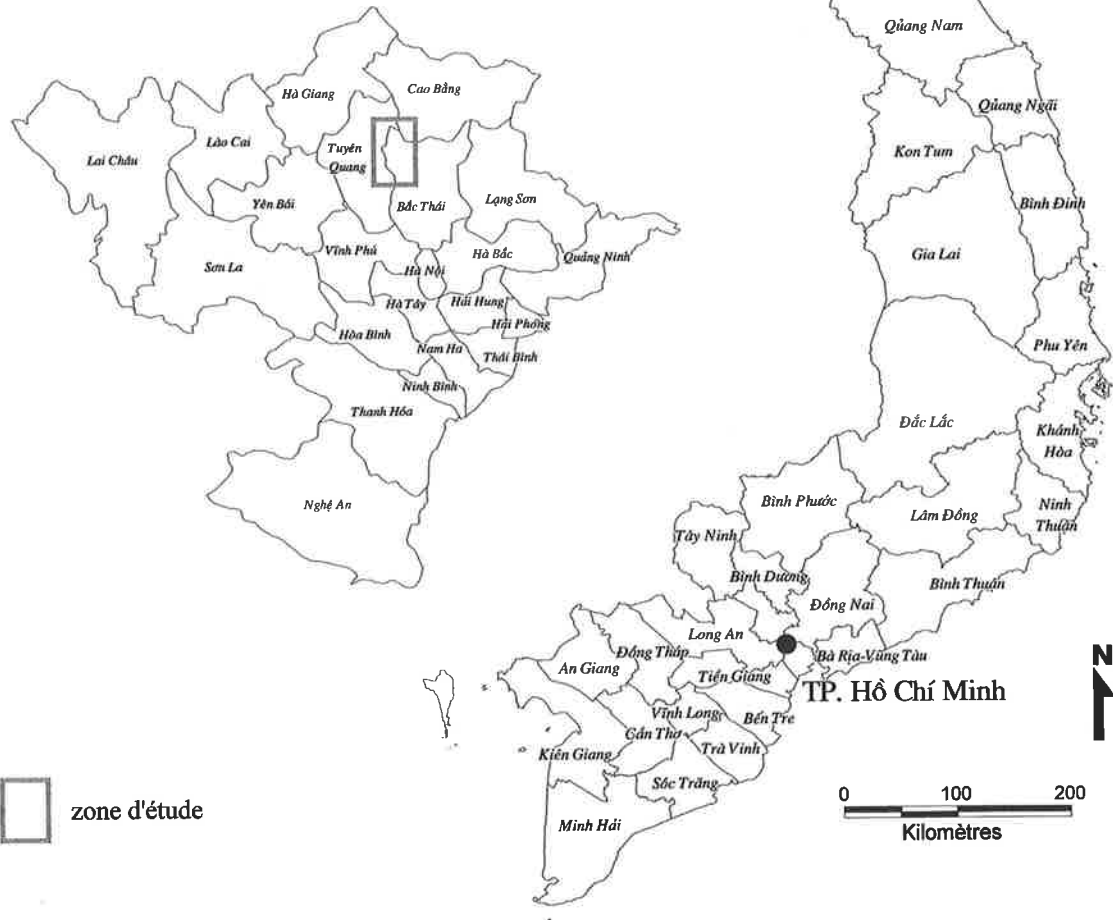 Qủang Nam
Hà Giang
Cao Bằng
Qủang Ngãi
Lào Cai
Tuyên
Quang
Lai Châu
Kon Tum
Yên Bái
Bắc Thái
Lạng Sơn
Bình Đinh
Vĩnh Phú
Hà Bắc
Quảng Ninh
Gia Lai
Sơn La
Hà Nội
Hà Tây
Hải Hung
Hải Phòng
Hòa Bình
Nam Ha
Thái Bình
Phu Yên
Ninh Bình
Thanh Hóa
Đắc Lắc
Khánh
Hòa
Nghệ An
Bình Phước
Lâm Đồng
Ninh
Thuận
Tây Ninh
Bình Dương
Bình Thuận
Đồng Nai
Long An
Đồng Tháp
Bà Rịa-Vũng Tàu
An Giang
Tiền Giang
TP. Hồ Chí Minh
N
Vĩnh Long
Bến Tre
Cần Thơ
Trà Vinh
Kiên Giang
Sóc Trăng
0 100 200
Kilomètres
zone d'étude
Minh Hải